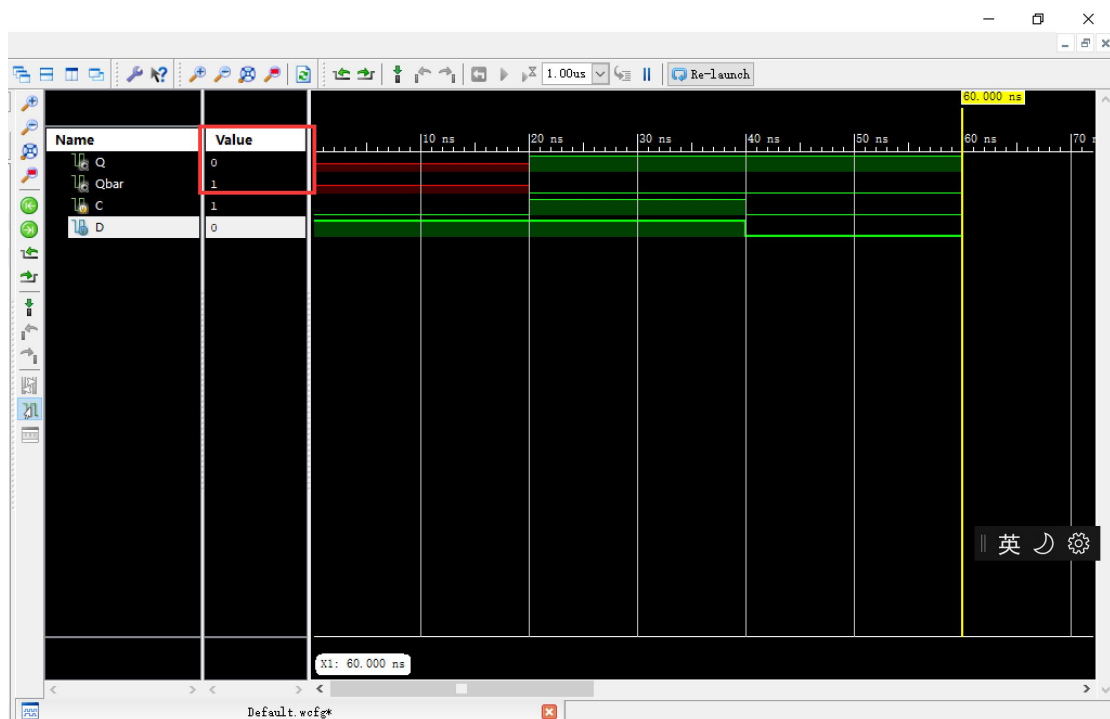 1.00us
Re-launch
60.000 ns
Name
Value
10 ns
20 ns
30 ns
40 ns
50 ns
60 ns
70
Q
0
Qbar
1
C
1
D
0
英
X1: 60.000 ns
Default.wcfg*